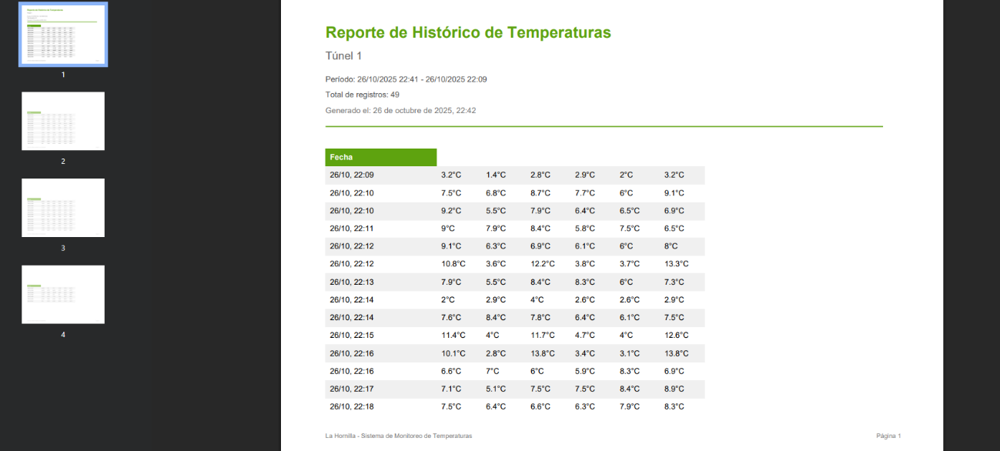 Reporte de Histórico de Temperaturas
Túnel 1
Período: 26/10/2025 22:41 - 26/10/2025 22:09
Total de registros: 49
Generado el: 26 de octubre de 2025, 22:42
Fecha
26/10, 22:09 3.2°C 1.4°C 2.8°C 2.9°C 2°C 3.2°C
26/10, 22:10 7.5°C 6.8°C 8.7°C 7.7°C 6°C 9.1°C
26/10, 22:10 9.2°C 5.5°C 7.9°C 6.4°C 6.5°C 6.9°C
26/10, 22:11 9°C 7.9°C 8.4°C 5.8°C 7.5°C 6.5°C
26/10, 22:12 9.1°C 6.3°C 6.9°C 6.1°C 6°C 8°C
26/10, 22:12 10.8°C 3.6°C 12.2°C 3.8°C 3.7°C 13.3°C
26/10, 22:13 7.9°C 5.5°C 8.4°C 8.3°C 6°C 7.3°C
26/10, 22:14 2°C 2.9°C 4°C 2.6°C 2.6°C 2.9°C
26/10, 22:14 7.6°C 8.4°C 7.8°C 6.4°C 6.1°C 7.5°C
26/10, 22:15 11.4°C 4°C 11.7°C 4.7°C 4°C 12.6°C
26/10, 22:16 10.1°C 2.8°C 13.8°C 3.4°C 3.1°C 13.8°C
26/10, 22:16 6.6°C 7°C 6°C 5.9°C 8.3°C 6.9°C
26/10, 22:17 7.1°C 5.1°C 7.5°C 7.5°C 8.4°C 8.9°C
26/10, 22:18 7.5°C 6.4°C 6.6°C 6.3°C 7.9°C 8.3°C
La Hornilla - Sistema de Monitoreo de Temperaturas Página 1
1
2
3
4